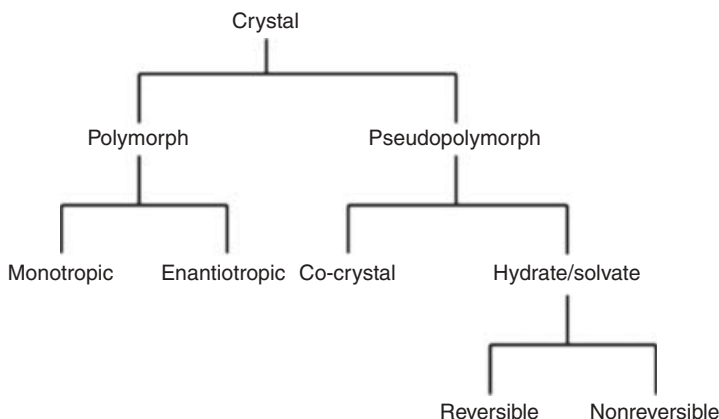 Crystal
Polymorph Pseudopolymorph
Monotropic Enantiotropic Co-crystal Hydrate/solvate
Reversible Nonreversible